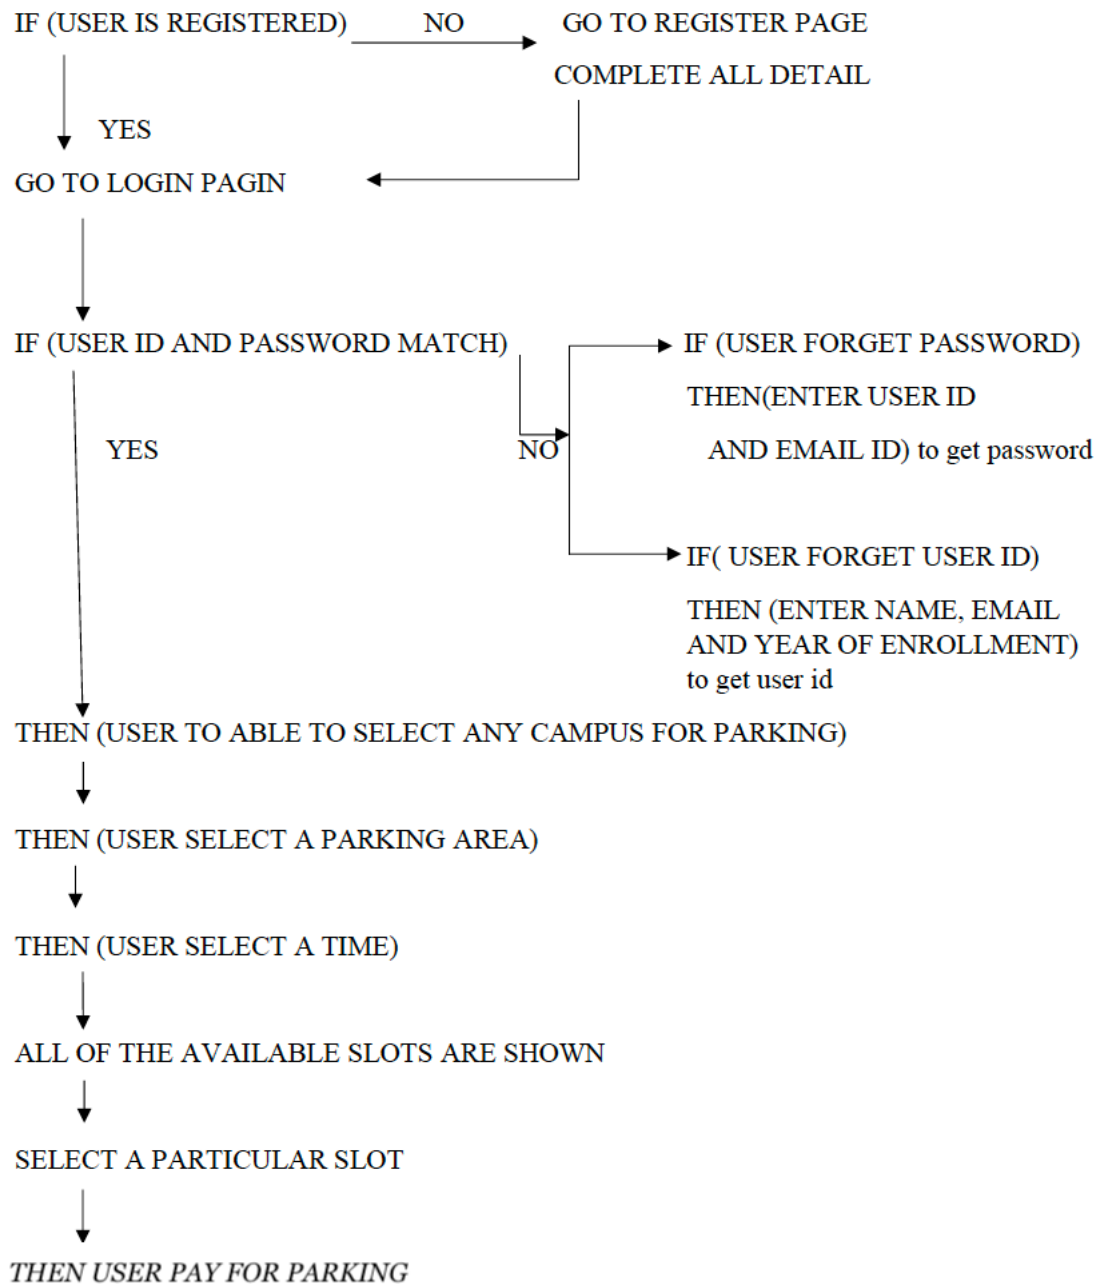 IF (USER IS REGISTERED) NO GO TO REGISTER PAGE
COMPLETE ALL DETAIL
YES
GO TO LOGIN PAGIN
IF (USER ID AND PASSWORD MATCH) IF (USER FORGET PASSWORD)
THEN(ENTER USER ID
YES NO AND EMAIL ID) to get password
IF( USER FORGET USER ID)
THEN (ENTER NAME, EMAIL
AND YEAR OF ENROLLMENT)
to get user id
THEN (USER TO ABLE TO SELECT ANY CAMPUS FOR PARKING)
THEN (USER SELECT A PARKING AREA)
THEN (USER SELECT A TIME)
ALL OF THE AVAILABLE SLOTS ARE SHOWN
SELECT A PARTICULAR SLOT
THEN USER PAY FOR PARKING